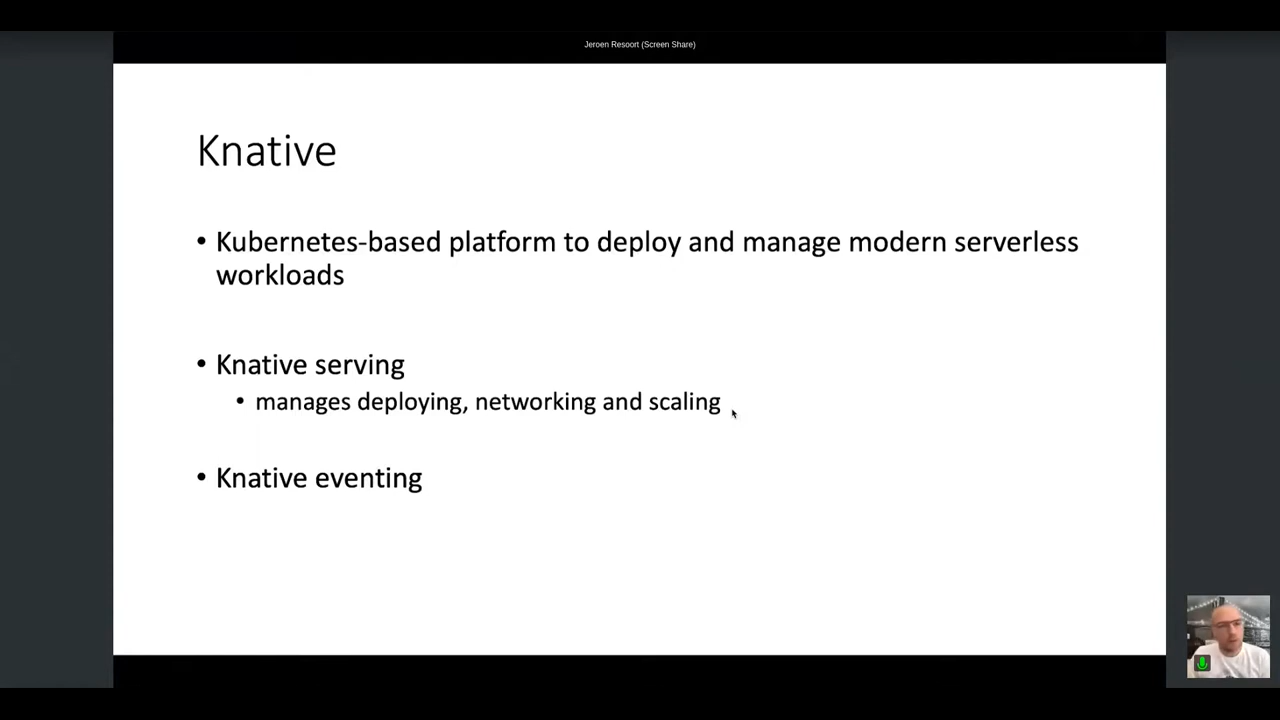 Jeroen Resoort (Screen Share)
Knative
• Kubernetes-based platform to deploy and manage modern serverless
workloads
• Knative serving
• manages deploying, networking and scaling
• Knative eventing